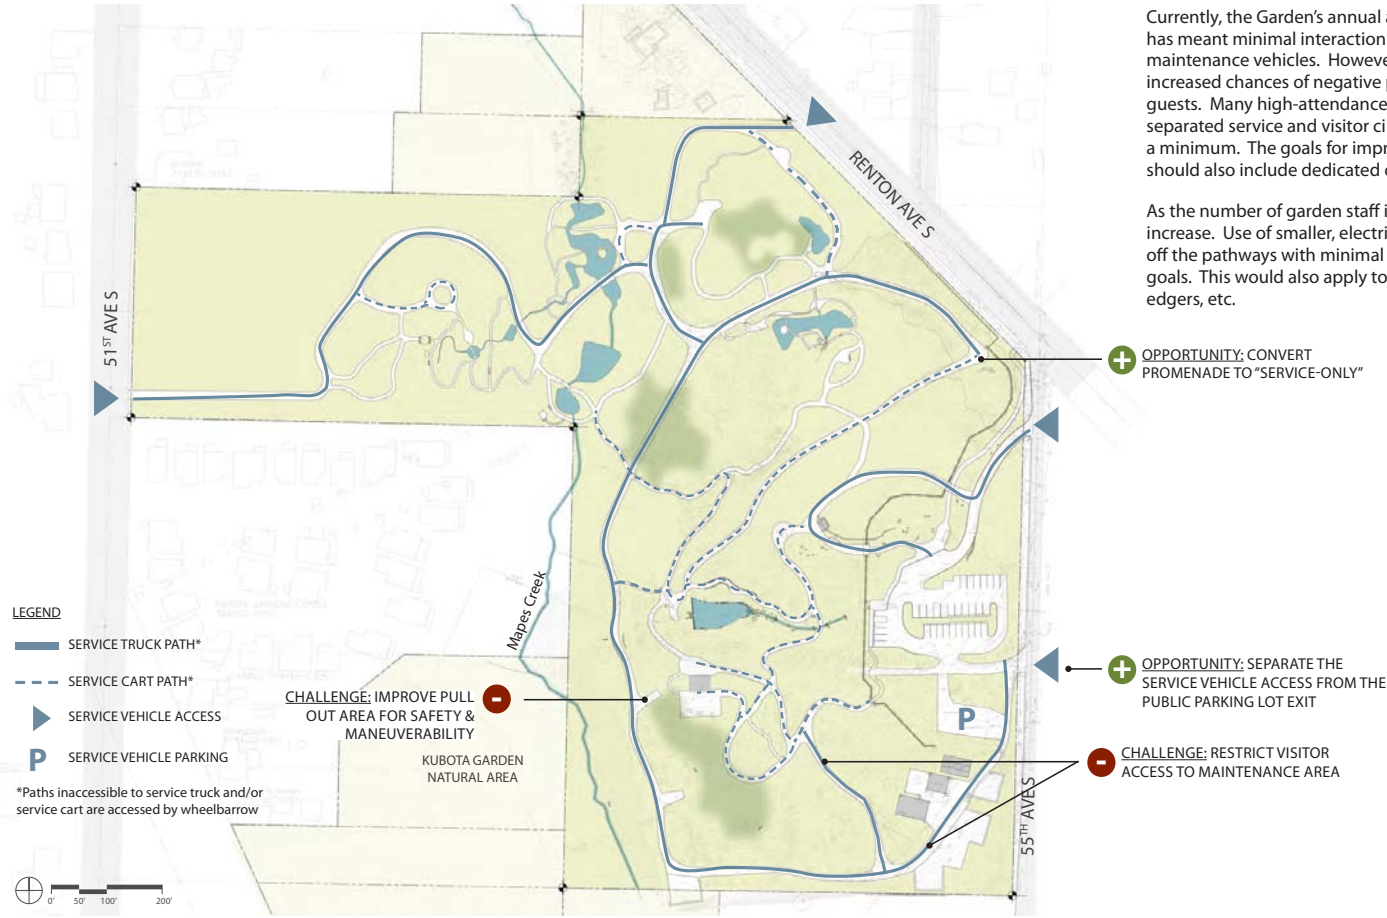 Currently, the Garden's annual
has meant minimal interaction
maintenance vehicles.  Howeve
increased chances of negative
guests.  Many high-attendance
separated service and visitor ci
a minimum.  The goals for impr
should also include dedicated
As the number of garden staff i
increase.  Use of smaller, electri
off the pathways with minimal
goals.  This would also apply to
edgers, etc.
RENTON AVE S
51ST AVE S
+ OPPORTUNITY: CONVERT
PROMENADE TO "SERVICE-ONLY"
Mapes Creek
LEGEND
SERVICE TRUCK PATH*
SERVICE CART PATH*
SERVICE VEHICLE ACCESS
P SERVICE VEHICLE PARKING
*Paths inaccessible to service truck and/or
service cart are accessed by wheelbarrow
CHALLENGE: IMPROVE PULL
OUT AREA FOR SAFETY &
MANEUVERABILITY
-
KUBOTA GARDEN
NATURAL AREA
+ OPPORTUNITY: SEPARATE THE
SERVICE VEHICLE ACCESS FROM THE
PUBLIC PARKING LOT EXIT
P
- CHALLENGE: RESTRICT VISITOR
ACCESS TO MAINTENANCE AREA
55TH AVE S
0' 50' 100' 200'